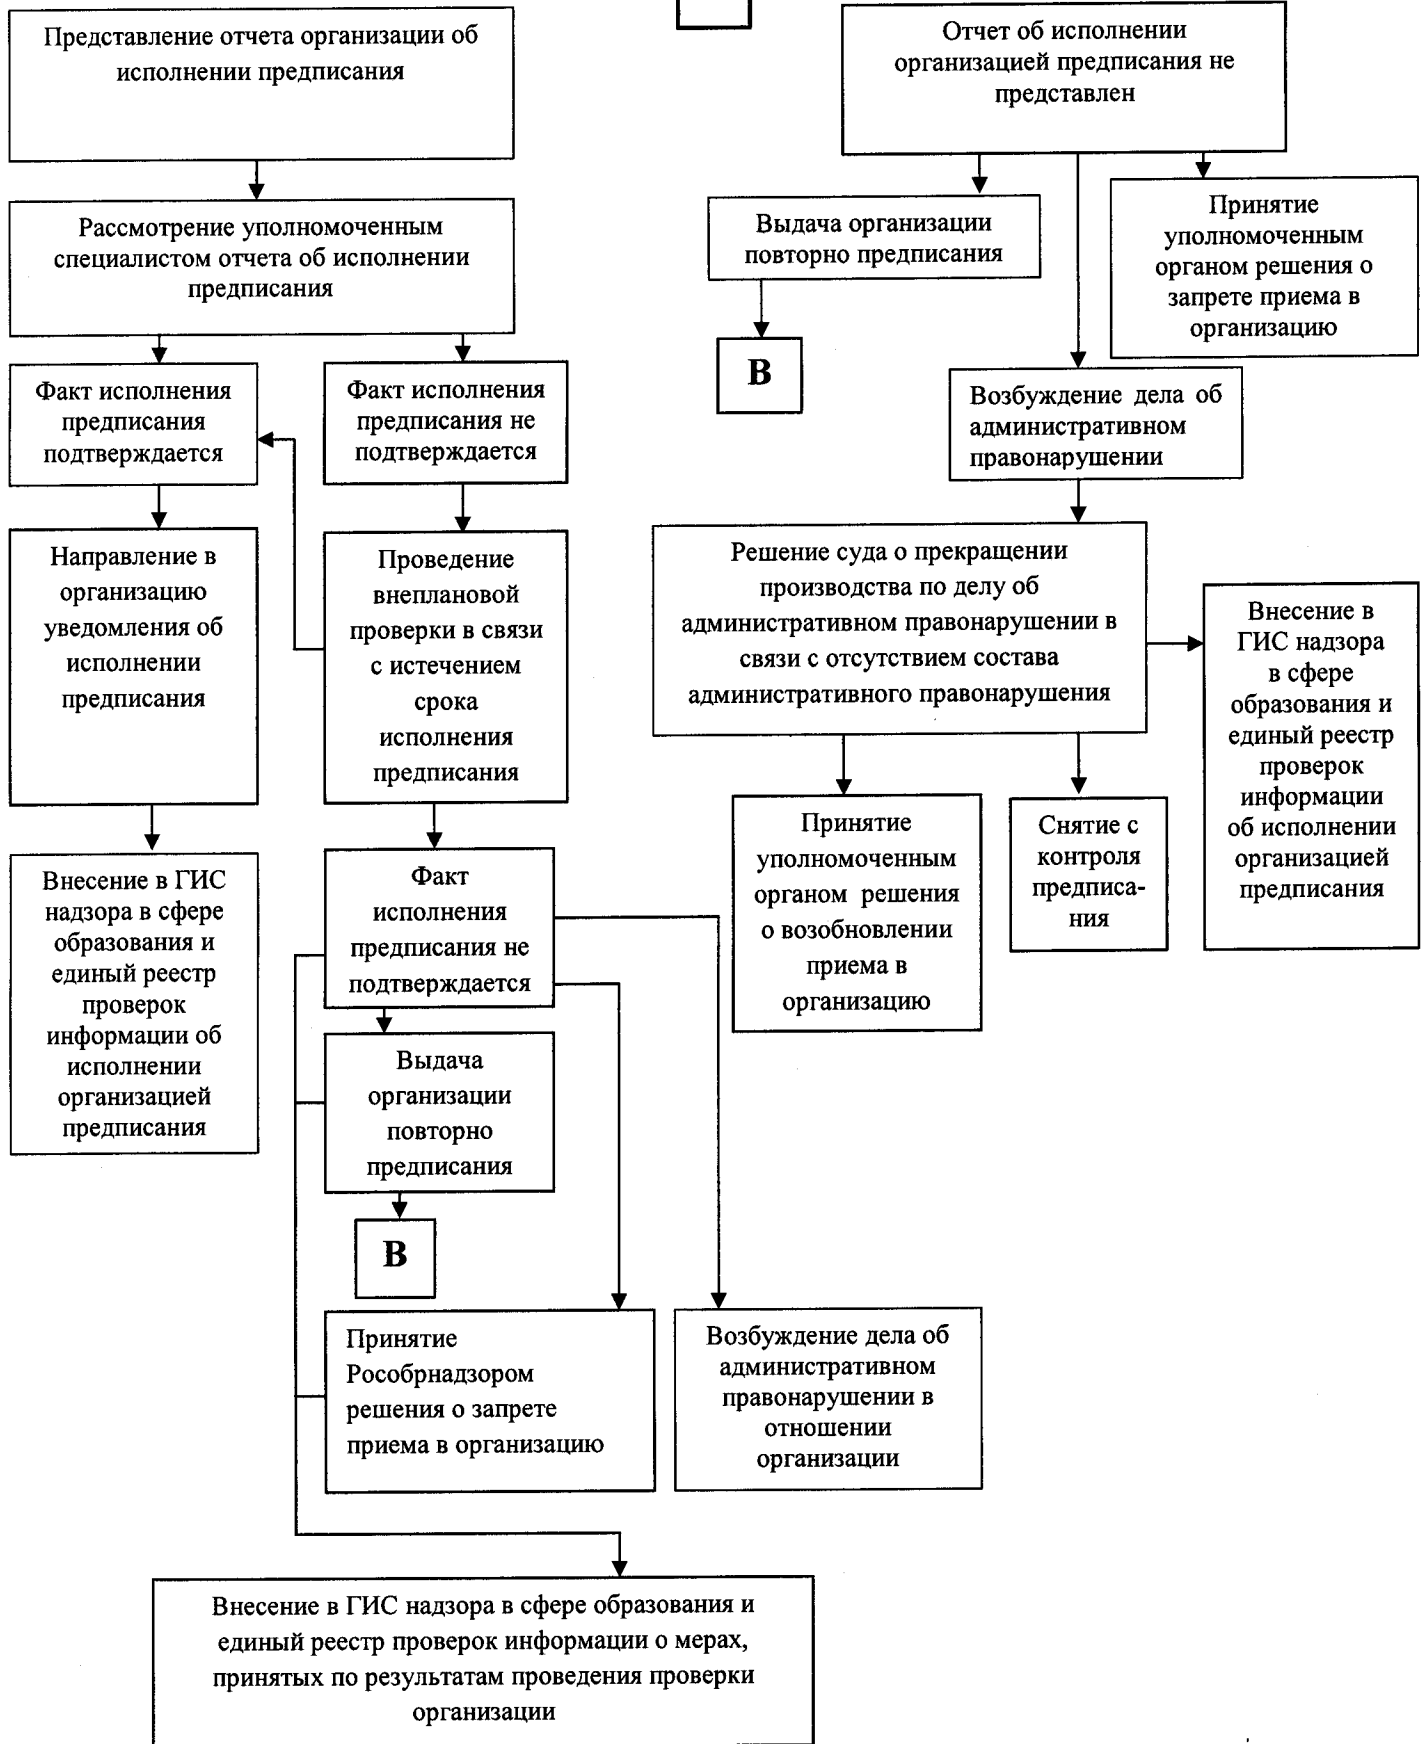 Представление отчета организации об
исполнении предписания
Отчет об исполнении
организацией предписания не
представлен
Рассмотрение уполномоченным
специалистом отчета об исполнении
предписания
Выдача организации
повторно предписания
Принятие
уполномоченным
органом решения о
запрете приема в
организацию
В
Факт исполнения
предписания
подтверждается
Факт исполнения
предписания не
подтверждается
Возбуждение дела об
административном
правонарушении
Направление в
организацию
уведомления об
исполнении
предписания
Проведение
внеплановой
проверки в связи
с истечением
срока
исполнения
предписания
Решение суда о прекращении
производства по делу об
административном правонарушении в
связи с отсутствием состава
административного правонарушения
Внесение в
ГИС надзора
в сфере
образования и
единый реестр
проверок
информации
об исполнении
организацией
предписания
Принятие
уполномоченным
органом решения
о возобновлении
приема в
организацию
Снятие с
контроля
предписа-
ния
Внесение в ГИС
надзора в сфере
образования и
единый реестр
проверок
информации об
исполнении
организацией
предписания
Факт
исполнения
предписания не
подтверждается
Выдача
организации
повторно
предписания
В
Принятие
Рособрнадзором
решения о запрете
приема в организацию
Возбуждение дела об
административном
правонарушении в
отношении
организации
Внесение в ГИС надзора в сфере образования и
единый реестр проверок информации о мерах,
принятых по результатам проведения проверки
организации